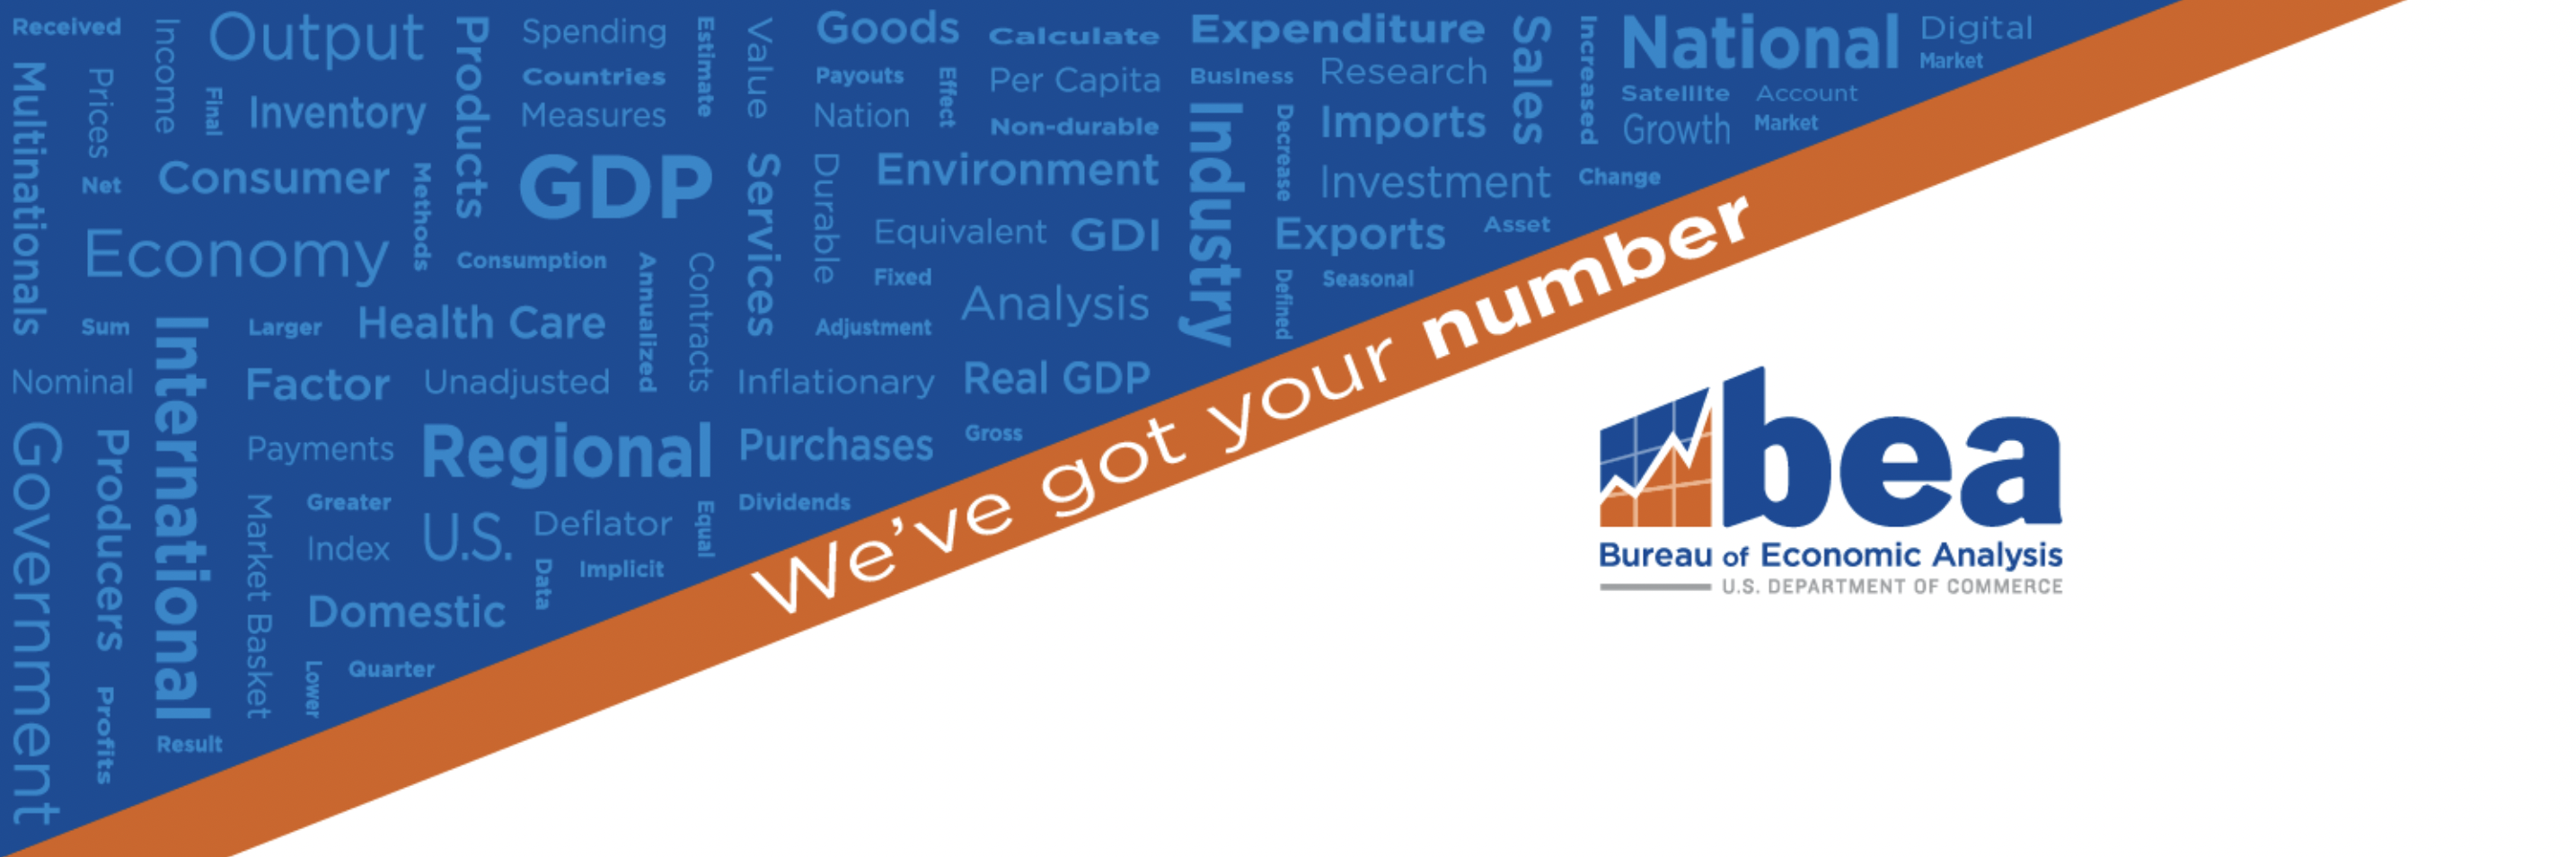 Received
Income
Output
Products
Spending
Estimate
Value
Goods
Calculate
Expenditure
Sales
Increased
National
Digital
Market
Multinationals
Prices
Final
Inventory
Countries
Measures
Payouts
Effect
Per Capita
Business
Research
Satellite
Account
Nation
Non-durable
Industry
Decrease
Imports
Growth
Market
Net
Consumer
Methods
GDP
Services
Durable
Environment
Investment
Change
Economy
Consumption
Annualized
Contracts
Equivalent
GDI
Exports
Asset
Fixed
Analysis
Defined
Seasonal
Sum
International
Larger
Health Care
Adjustment
Nominal
Factor
Unadjusted
Inflationary
Real GDP
Government
Producers
Payments
Regional
Purchases
Gross
Market Basket
Greater
U.S.
Deflator
Equal
Dividends
Index
Data
Implicit
Domestic
Lower
Quarter
Profits
Result
We've got your number
bea
Bureau of Economic Analysis
U.S. DEPARTMENT OF COMMERCE